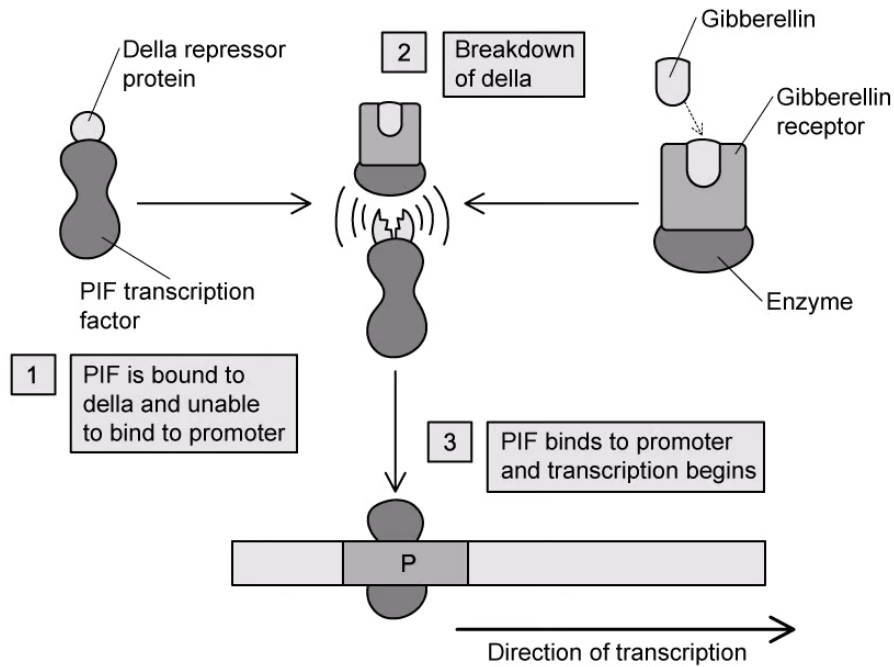 Della repressor
protein
2
Breakdown
of della
Gibberellin
Gibberellin
receptor
PIF transcription
factor
Enzyme
1
PIF is bound to
della and unable
to bind to promoter
3
PIF binds to promoter
and transcription begins
P
Direction of transcription